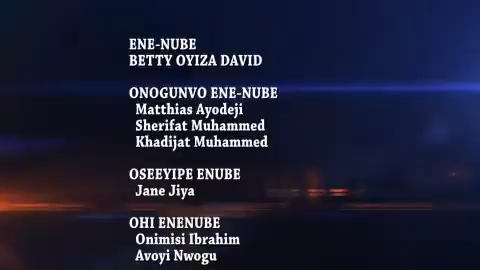 ENE-NUBE
BETTY OYIZA DAVID
ONOGUNVO ENE-NUBE
Matthias Ayodeji
Sherifat Muhammed
Khadijat Muhammed
OSEEYIPE ENUBE
Jane Jiya
OHI ENENUBE
Onimisi Ibrahim
Avoyi Nwogu